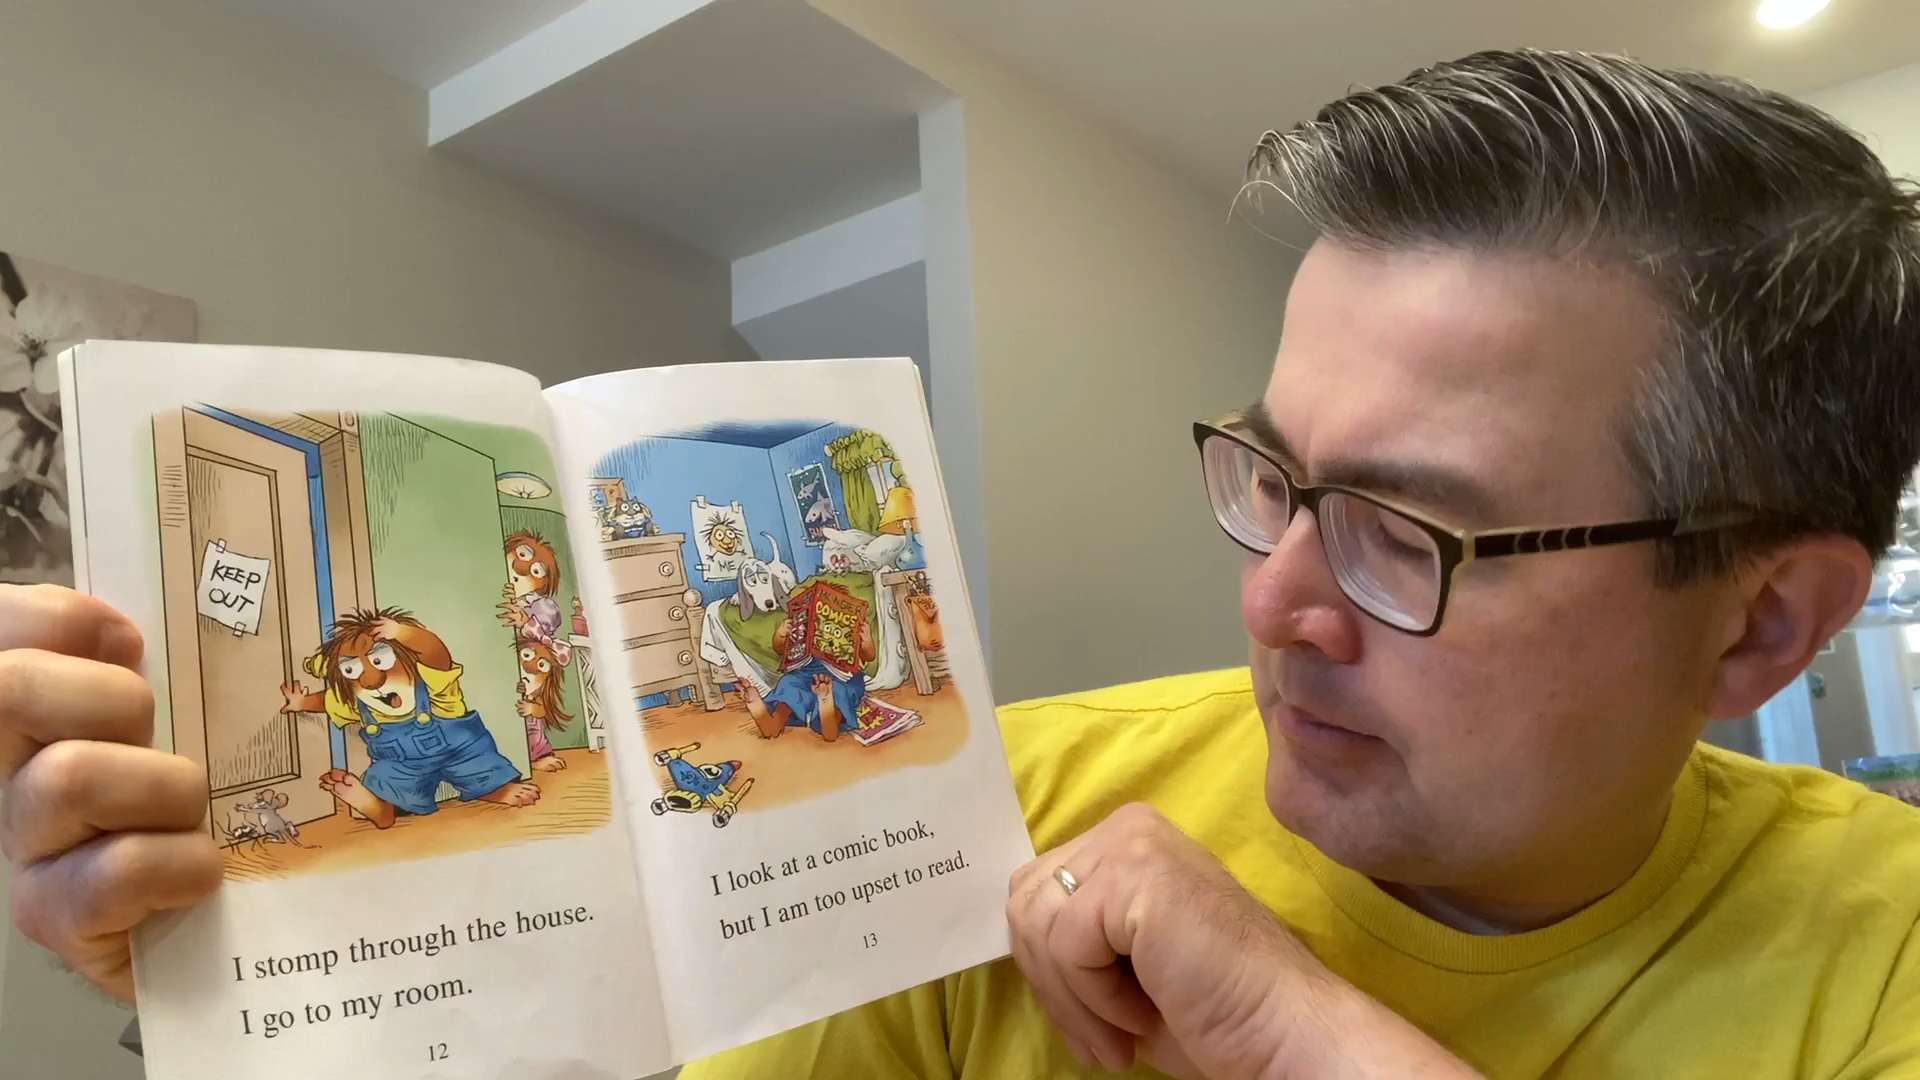 KEEP
OUT
I stomp through the house.
I go to my room.
12
ME
COMICS
I look at a comic book,
but I am too upset to read.
13